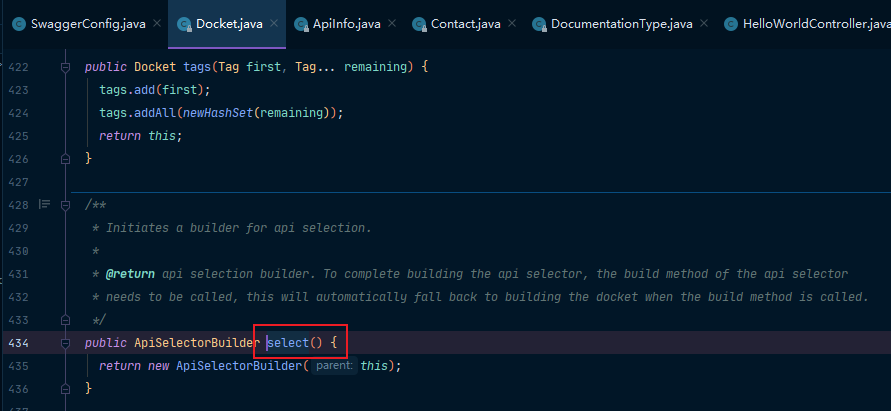 SwaggerConfig.java Docket.java ApiInfo.java Contact.java DocumentationType.java HelloWorldController.java
422 public Docket tags(Tag first, Tag... remaining) {
423 tags.add(first);
424 tags.addAll(newHashSet(remaining));
425 return this;
426 }
427
428 /**
429 * Initiates a builder for api selection.
430 *
431 * @return api selection builder. To complete building the api selector, the build method of the api selector
432 * needs to be called, this will automatically fall back to building the docket when the build method is called.
433 */
434 public ApiSelectorBuilder select() {
435 return new ApiSelectorBuilder( parent: this);
436 }
437